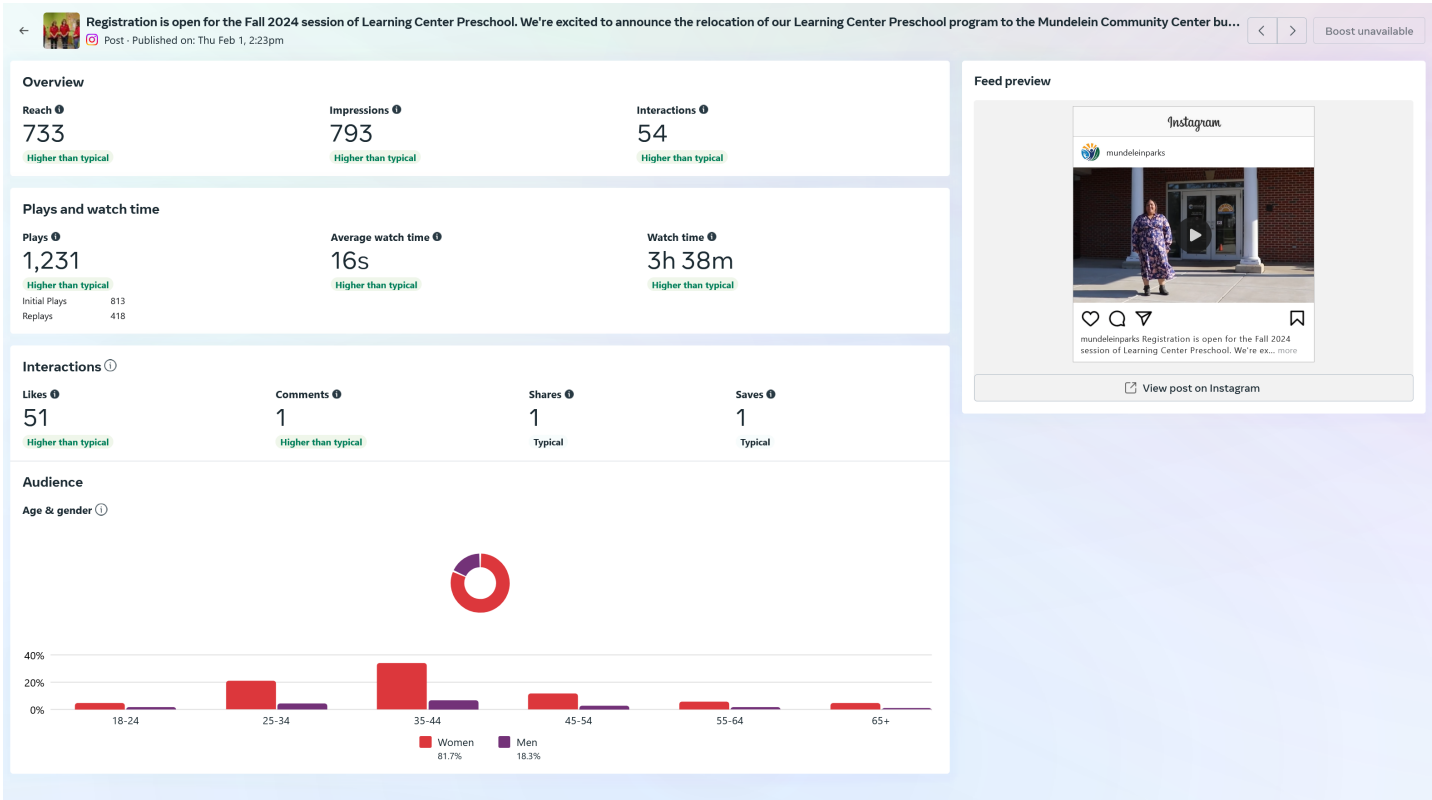 Registration is open for the Fall 2024 session of Learning Center Preschool. We're excited to announce the relocation of our Learning Center Preschool program to the Mundelein Community Center bu...
Post · Published on: Thu Feb 1, 2:23pm
Boost unavailable
Overview
Reach
Impressions
Interactions
733
793
54
Higher than typical
Higher than typical
Higher than typical
Plays and watch time
Plays
Average watch time
Watch time
1,231
16s
3h 38m
Higher than typical
Higher than typical
Higher than typical
Initial Plays 813
Replays 418
Interactions
Likes
Comments
Shares
Saves
51
1
1
1
Higher than typical
Higher than typical
Typical
Typical
Audience
Age & gender
40%
20%
0%
18-24
25-34
35-44
45-54
55-64
65+
Women
Men
81.7%
18.3%
Feed preview
Instagram
mundeleinparks
mundeleinparks Registration is open for the Fall 2024
session of Learning Center Preschool. We're ex... more
View post on Instagram